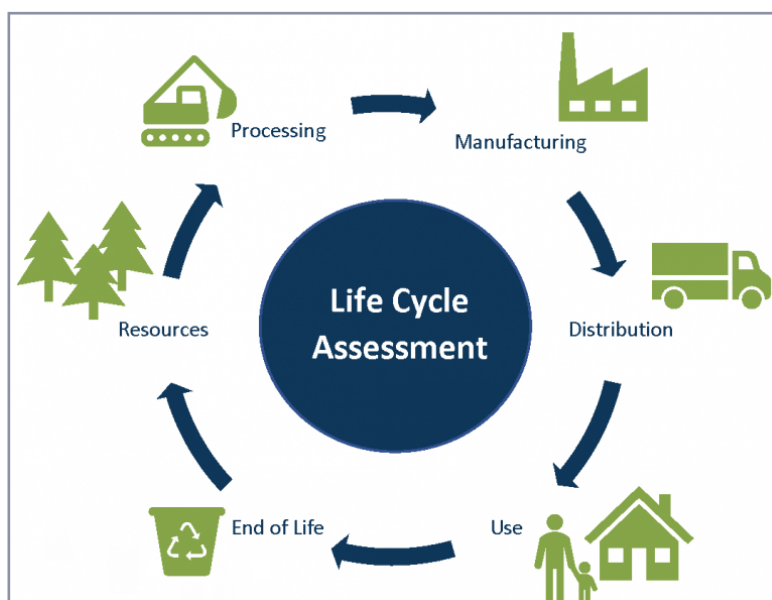 Processing
Manufacturing
Life Cycle
Assessment
Resources
Distribution
End of Life
Use